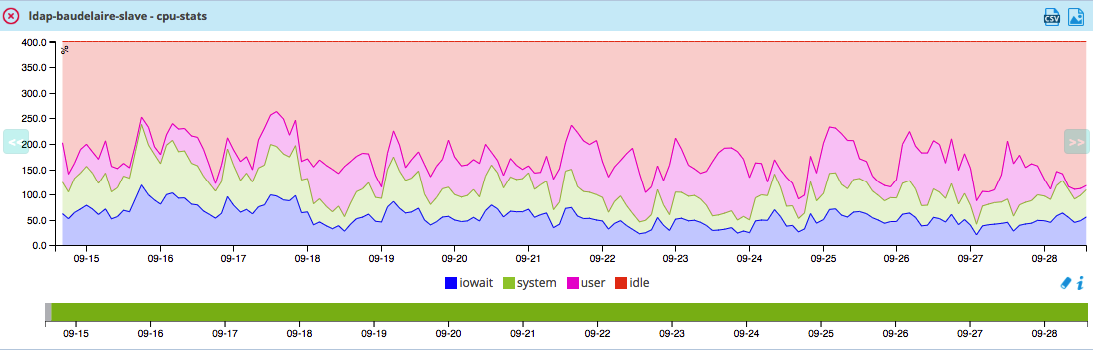 ldap-baudelaire-slave - cpu-stats
CSV
400.0
%
350.0
300.0
250.0
<<
200.0
>>
150.0
100.0
50.0
0.0
09-15 09-16 09-17 09-18 09-19 09-20 09-21 09-22 09-23 09-24 09-25 09-26 09-27 09-28
iowait system user idle
i
09-15 09-16 09-17 09-18 09-19 09-20 09-21 09-22 09-23 09-24 09-25 09-26 09-27 09-28